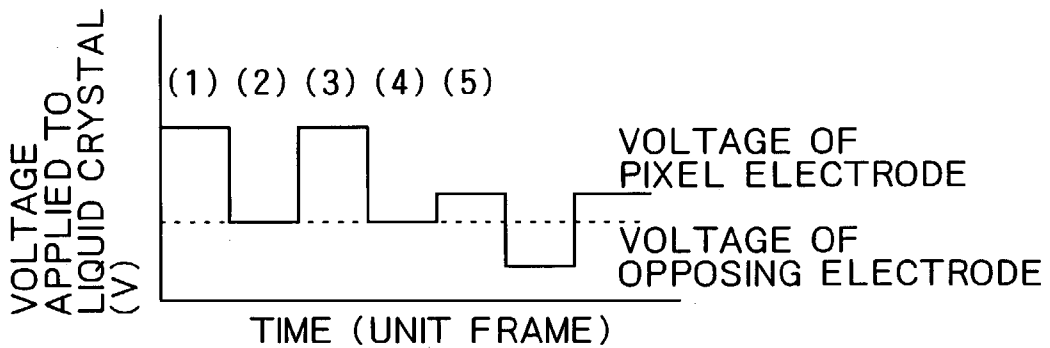 VOLTAGE
APPLIED TO
LIQUID CRYSTAL
(V)
(1) (2) (3) (4) (5)
VOLTAGE OF
PIXEL ELECTRODE
VOLTAGE OF
OPPOSING ELECTRODE
TIME (UNIT FRAME)